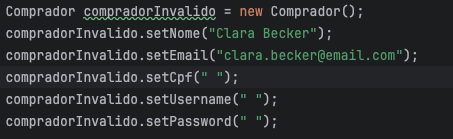 Comprador compradorInvalido = new Comprador();
compradorInvalido.setNome("Clara Becker");
compradorInvalido.setEmail("clara.becker@email.com");
compradorInvalido.setCpf(" ");
compradorInvalido.setUsername(" ");
compradorInvalido.setPassword(" ");